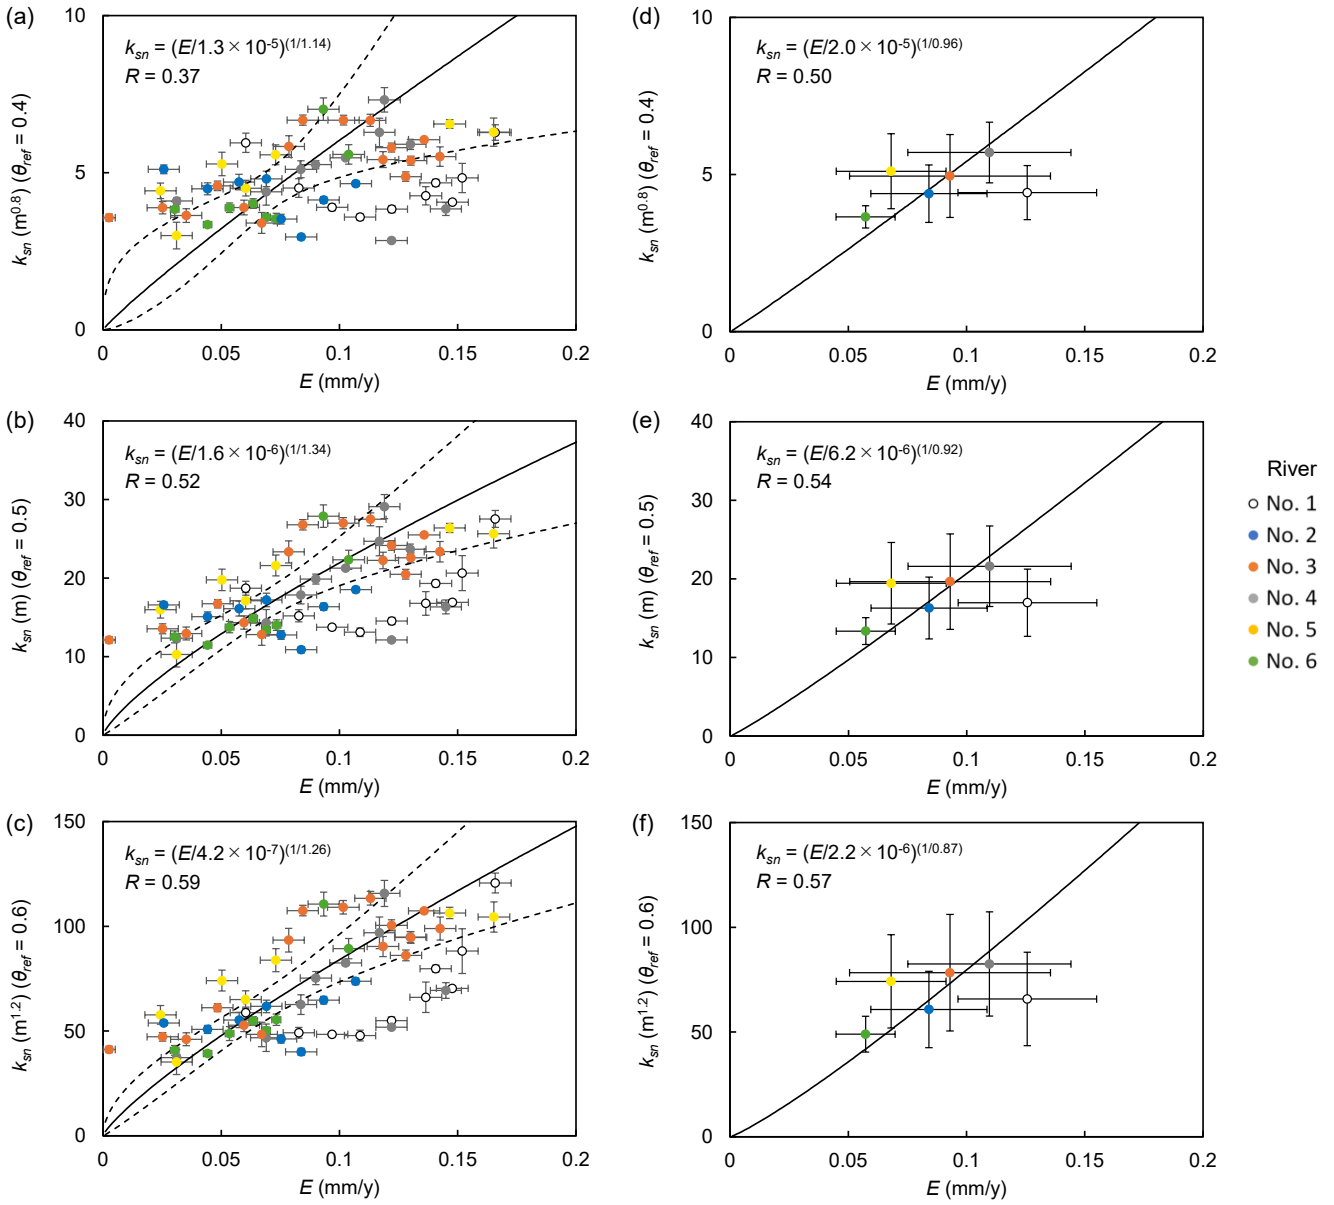 (a)
10
5
0
k_sn (m^0.8) (θ_ref = 0.4)
k_sn = (E/1.3 × 10^-5)^(1/1.14)
R = 0.37
0 0.05 0.1 0.15 0.2
E (mm/y)
(d)
10
5
0
k_sn (m^0.8) (θ_ref = 0.4)
k_sn = (E/2.0 × 10^-5)^(1/0.96)
R = 0.50
0 0.05 0.1 0.15 0.2
E (mm/y)
(b)
40
30
20
10
0
k_sn (m) (θ_ref = 0.5)
k_sn = (E/1.6 × 10^-6)^(1/1.34)
R = 0.52
0 0.05 0.1 0.15 0.2
E (mm/y)
(e)
40
30
20
10
0
k_sn (m) (θ_ref = 0.5)
k_sn = (E/6.2 × 10^-6)^(1/0.92)
R = 0.54
0 0.05 0.1 0.15 0.2
E (mm/y)
River
No. 1
No. 2
No. 3
No. 4
No. 5
No. 6
(c)
150
100
50
0
k_sn (m^1.2) (θ_ref = 0.6)
k_sn = (E/4.2 × 10^-7)^(1/1.26)
R = 0.59
0 0.05 0.1 0.15 0.2
E (mm/y)
(f)
150
100
50
0
k_sn (m^1.2) (θ_ref = 0.6)
k_sn = (E/2.2 × 10^-6)^(1/0.87)
R = 0.57
0 0.05 0.1 0.15 0.2
E (mm/y)